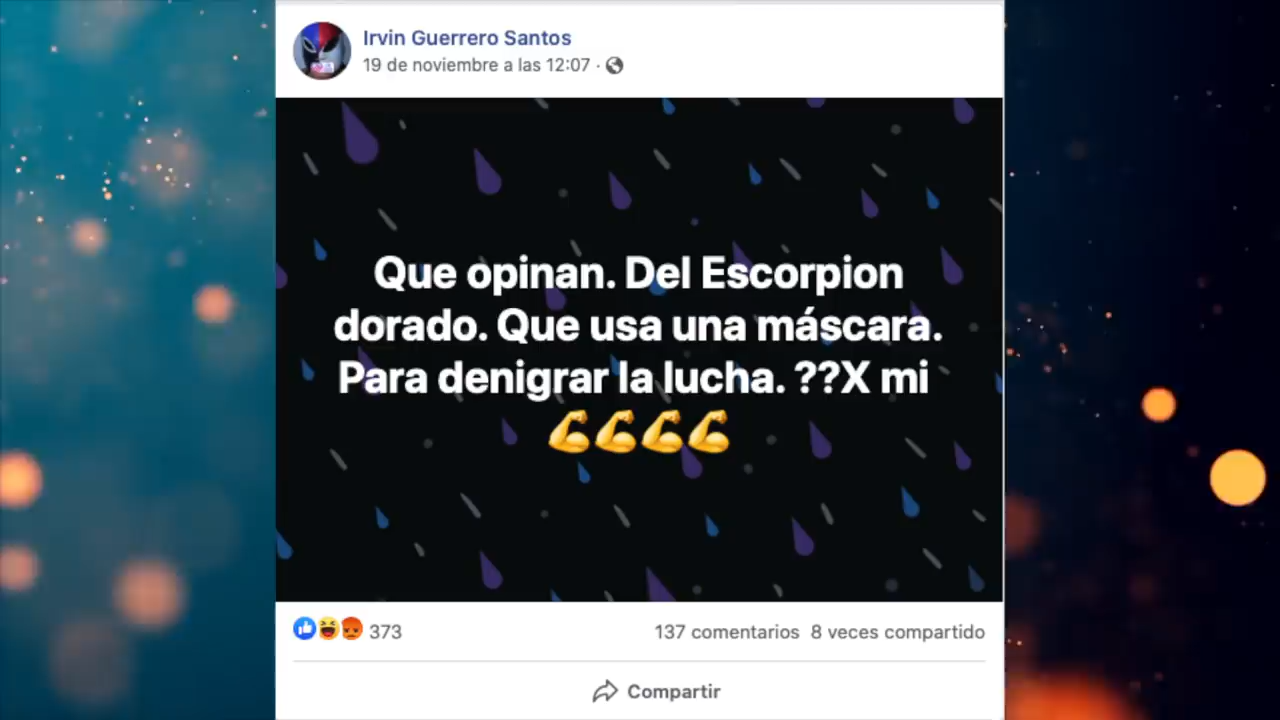 Irvin Guerrero Santos
19 de noviembre a las 12:07 ·
Que opinan. Del Escorpion
dorado. Que usa una máscara.
Para denigrar la lucha. ??X mi
💪💪💪💪
373
137 comentarios 8 veces compartido
Compartir